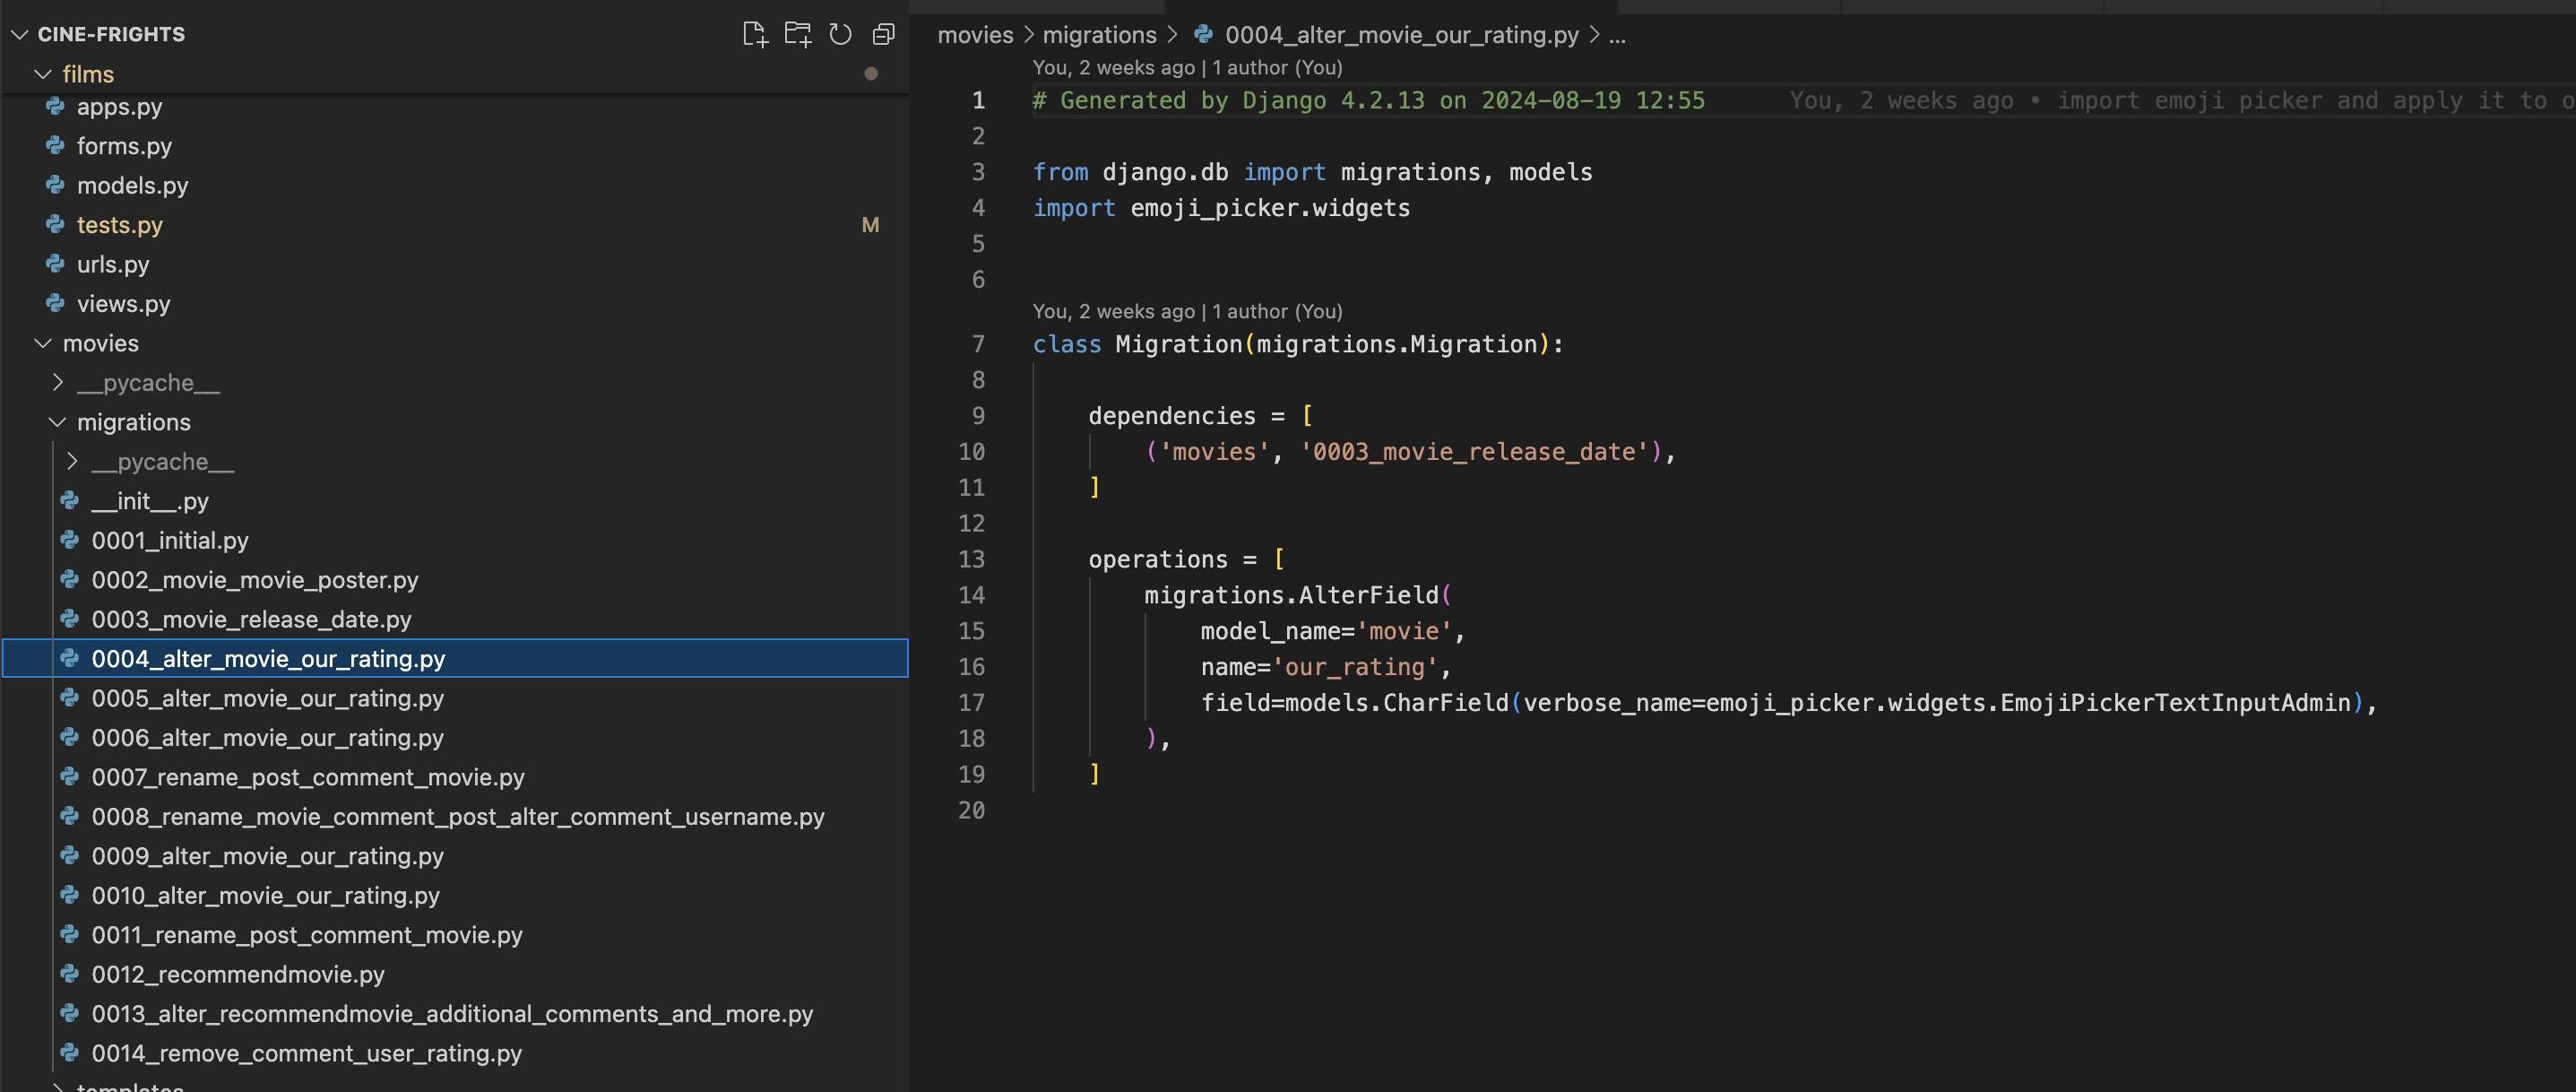 CINE-FRIGHTS
films
apps.py
forms.py
models.py
tests.py M
urls.py
views.py
movies
__pycache__
migrations
__pycache__
__init__.py
0001_initial.py
0002_movie_movie_poster.py
0003_movie_release_date.py
0004_alter_movie_our_rating.py
0005_alter_movie_our_rating.py
0006_alter_movie_our_rating.py
0007_rename_post_comment_movie.py
0008_rename_movie_comment_post_alter_comment_username.py
0009_alter_movie_our_rating.py
0010_alter_movie_our_rating.py
0011_rename_post_comment_movie.py
0012_recommendmovie.py
0013_alter_recommendmovie_additional_comments_and_more.py
0014_remove_comment_user_rating.py
templates
movies > migrations > 0004_alter_movie_our_rating.py > ...
You, 2 weeks ago | 1 author (You)
1 # Generated by Django 4.2.13 on 2024-08-19 12:55 You, 2 weeks ago • import emoji picker and apply it to o
2
3 from django.db import migrations, models
4 import emoji_picker.widgets
5
6
You, 2 weeks ago | 1 author (You)
7 class Migration(migrations.Migration):
8
9 dependencies = [
10 ('movies', '0003_movie_release_date'),
11 ]
12
13 operations = [
14 migrations.AlterField(
15 model_name='movie',
16 name='our_rating',
17 field=models.CharField(verbose_name=emoji_picker.widgets.EmojiPickerTextInputAdmin),
18 ),
19 ]
20